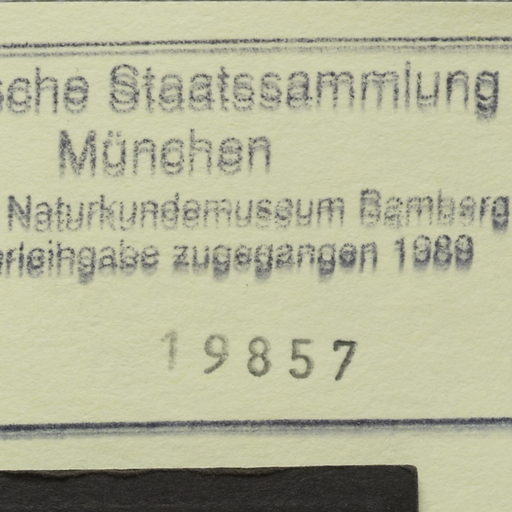 sche Staatssammlung
München
Naturkundemuseum Bamberg
erleihgabe zugegangen 1989
19857